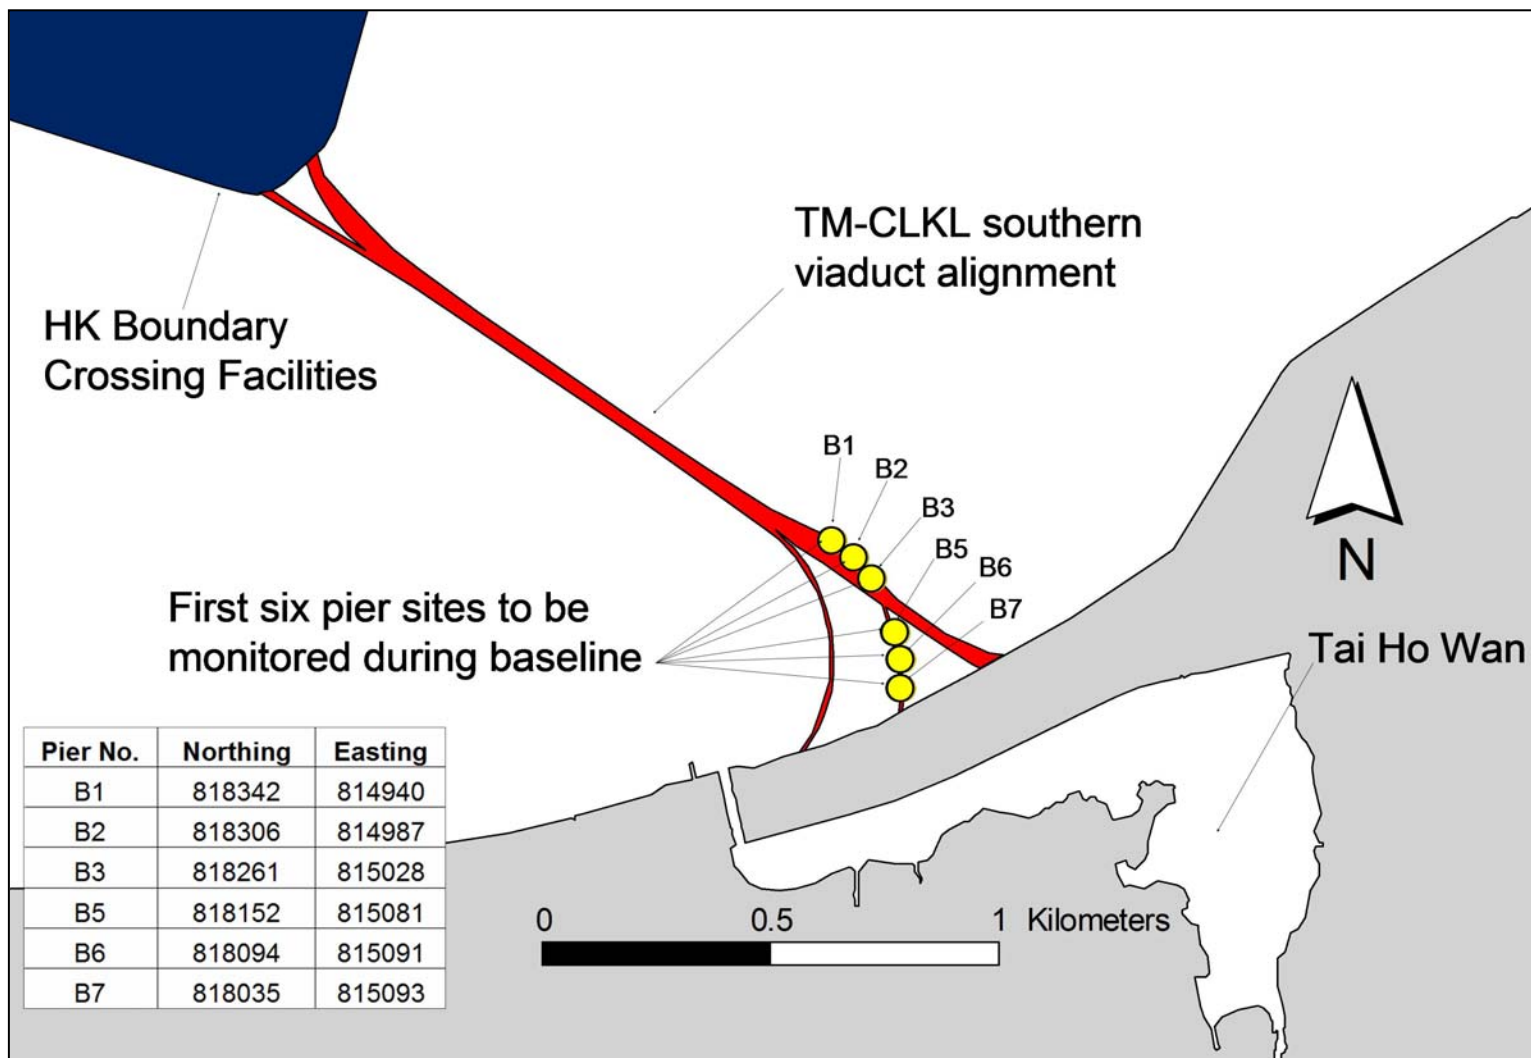 TM-CLKL southern
viaduct alignment
HK Boundary
Crossing Facilities
B1
B2
B3
B5
B6
B7
N
First six pier sites to be
monitored during baseline
Tai Ho Wan
Pier No. Northing Easting
B1 818342 814940
B2 818306 814987
B3 818261 815028
B5 818152 815081
B6 818094 815091
B7 818035 815093
0 0.5 1 Kilometers